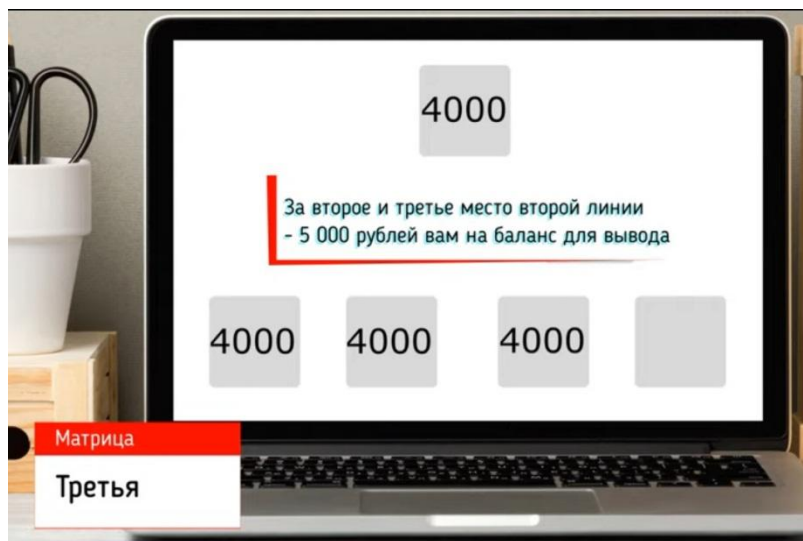 4000
За второе и третье место второй линии
- 5 000 рублей вам на баланс для вывода
4000 4000 4000
Матрица
Третья